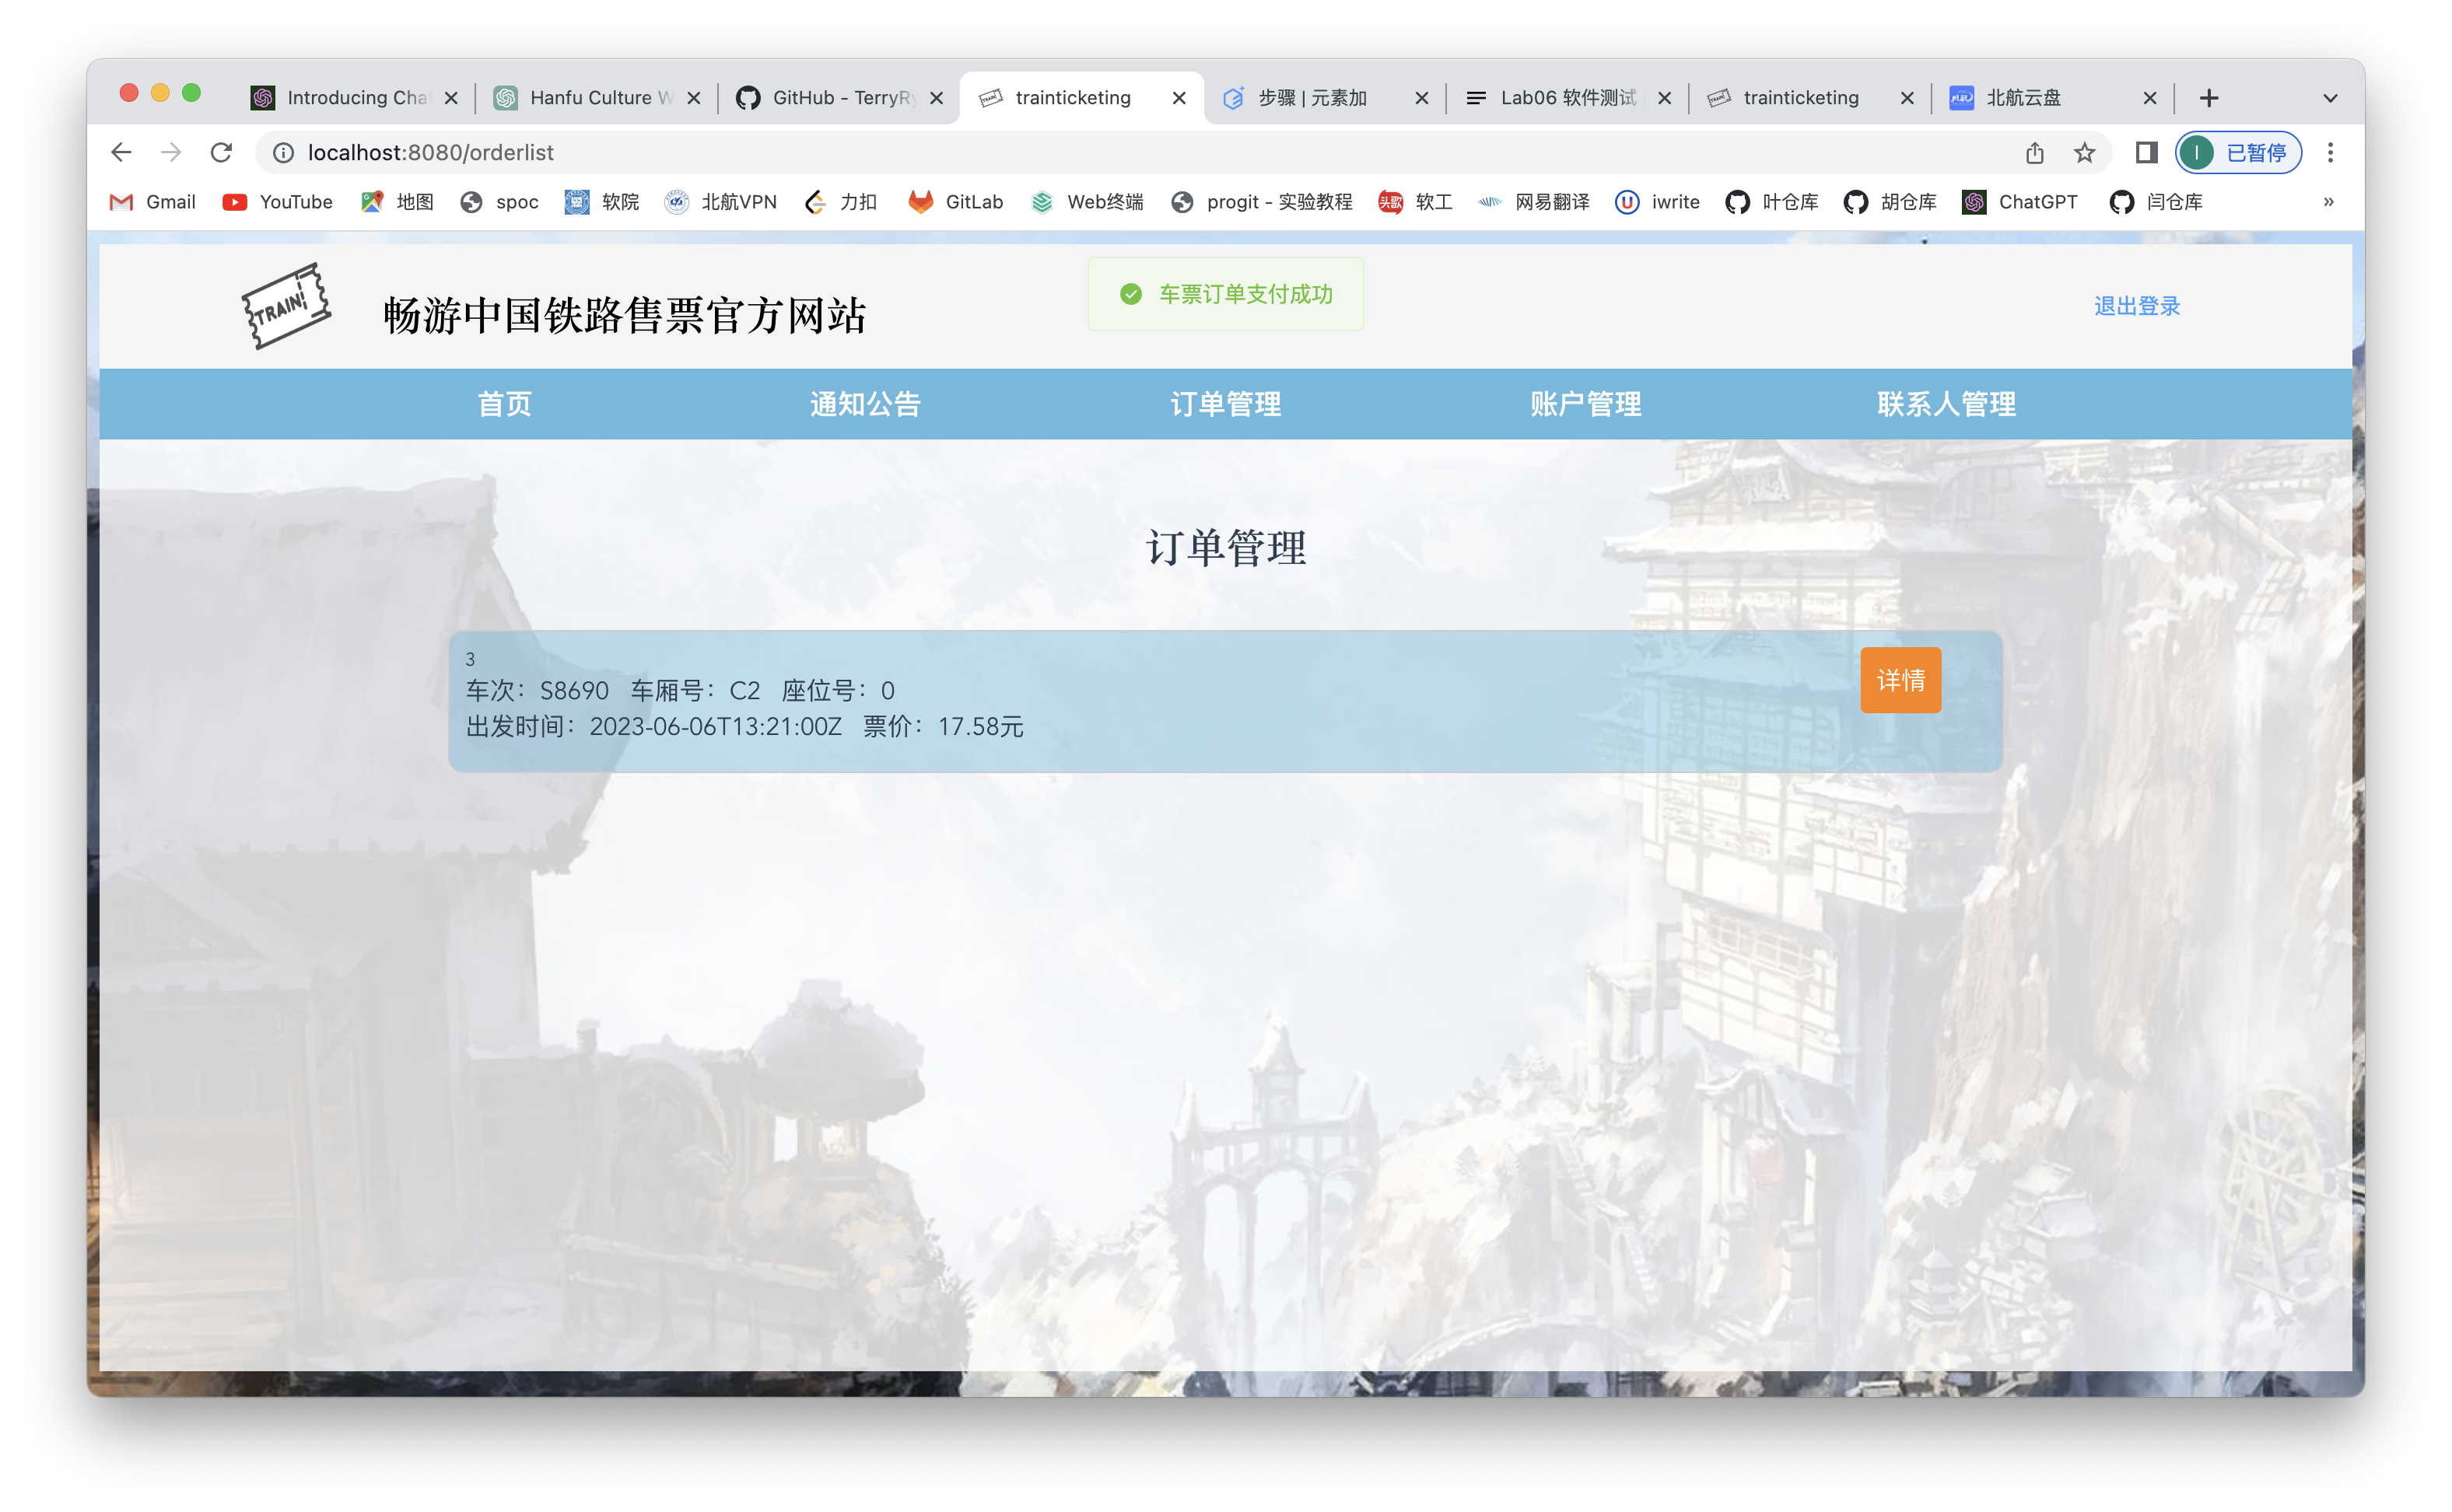 Introducing Cha
Hanfu Culture W
GitHub - TerryRy
trainticketing
步骤 | 元素加
Lab06 软件测试
trainticketing
北航云盘
localhost:8080/orderlist
I
已暂停
Gmail
YouTube
地图
spoc
软院
北航VPN
力扣
GitLab
Web终端
progit - 实验教程
头歌
软工
网易翻译
iwrite
叶仓库
胡仓库
ChatGPT
闫仓库
»
TRAIN
畅游中国铁路售票官方网站
车票订单支付成功
退出登录
首页
通知公告
订单管理
账户管理
联系人管理
订单管理
3
车次：S8690 车厢号：C2 座位号：0
出发时间：2023-06-06T13:21:00Z 票价：17.58元
详情